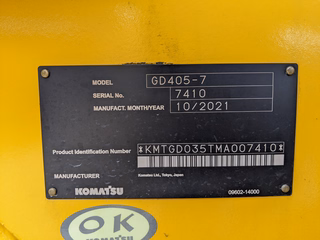 MODEL GD405-7
SERIAL No. 7410
MANUFACT. MONTH/YEAR 10/2021
Product Identification Number *KMTGD035TMA007410*
MANUFACTURER Komatsu Ltd., Tokyo, Japan
KOMATSU
09602-14000
OK
KOMATSU